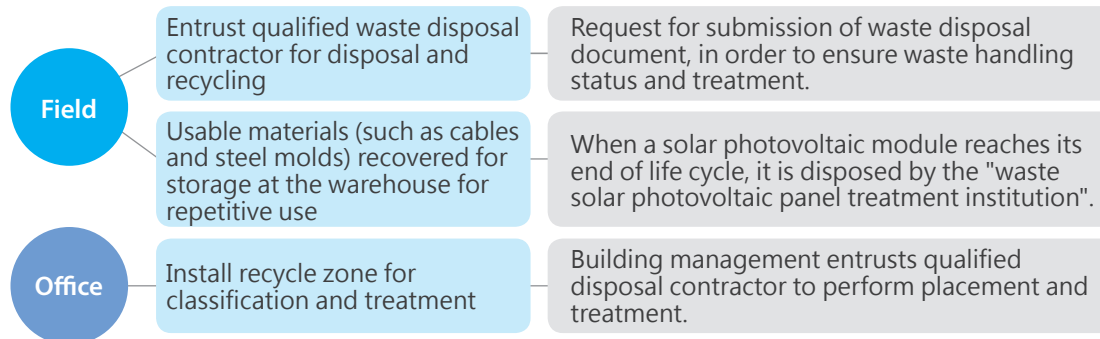 Field
Entrust qualified waste disposal
contractor for disposal and
recycling
Request for submission of waste disposal
document, in order to ensure waste handling
status and treatment.
Usable materials (such as cables
and steel molds) recovered for
storage at the warehouse for
repetitive use
When a solar photovoltaic module reaches its
end of life cycle, it is disposed by the "waste
solar photovoltaic panel treatment institution".
Office
Install recycle zone for
classification and treatment
Building management entrusts qualified
disposal contractor to perform placement and
treatment.